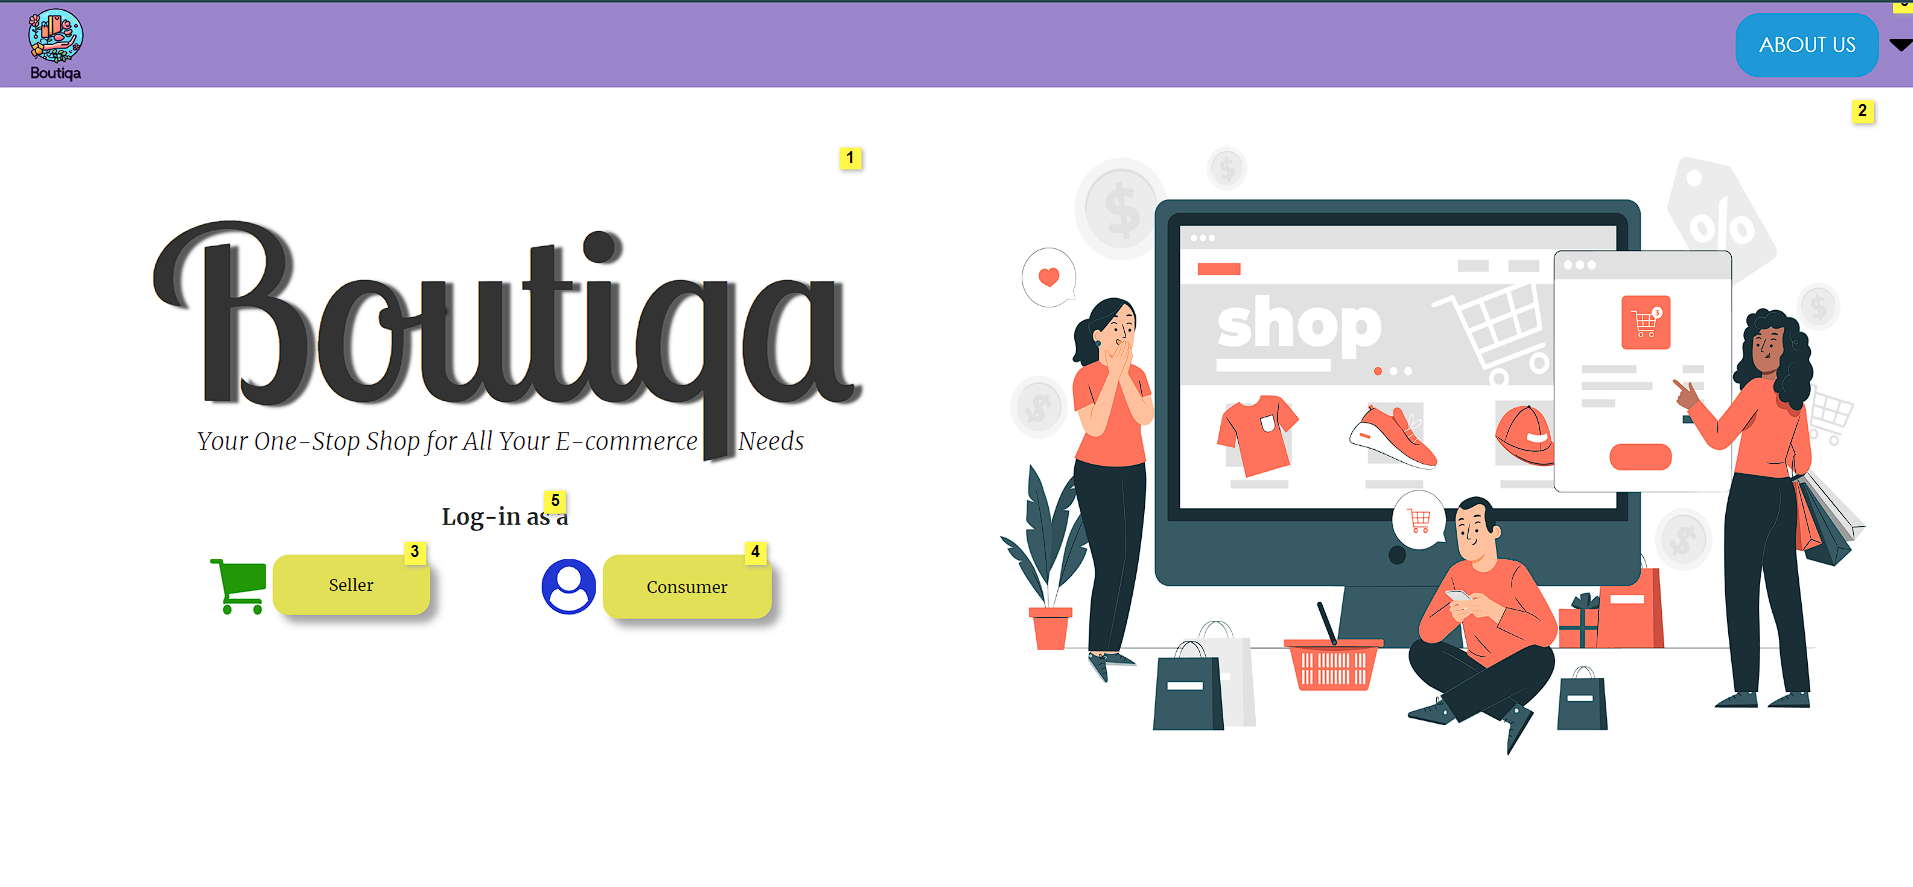 Boutiqa
ABOUT US
1
2
Boutiqa
Your One-Stop Shop for All Your E-commerce Needs
5
Log-in as a
3
Seller
4
Consumer
$
$
%
shop
3
$
$
$